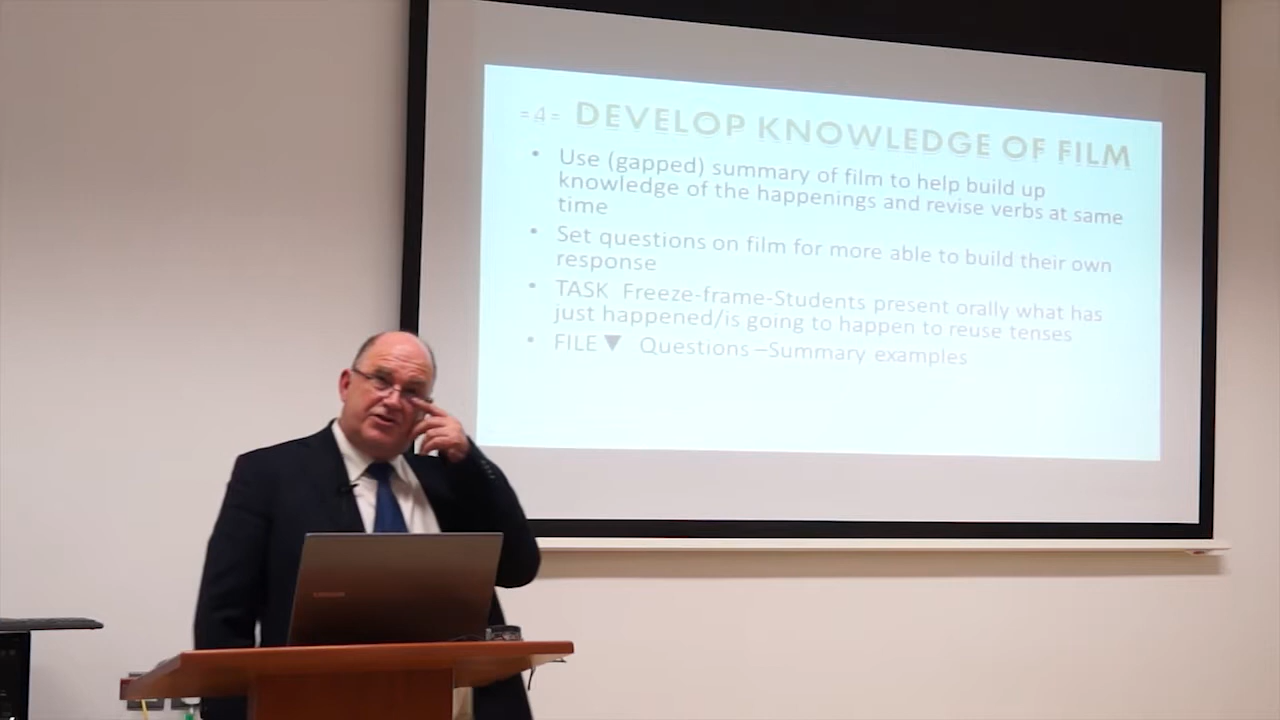 =4= DEVELOP KNOWLEDGE OF FILM
• Use (gapped) summary of film to help build up
knowledge of the happenings and revise verbs at same
time
• Set questions on film for more able to build their own
response
• TASK Freeze-frame-Students present orally what has
just happened/is going to happen to reuse tenses
• FILE ▼ Questions –Summary examples